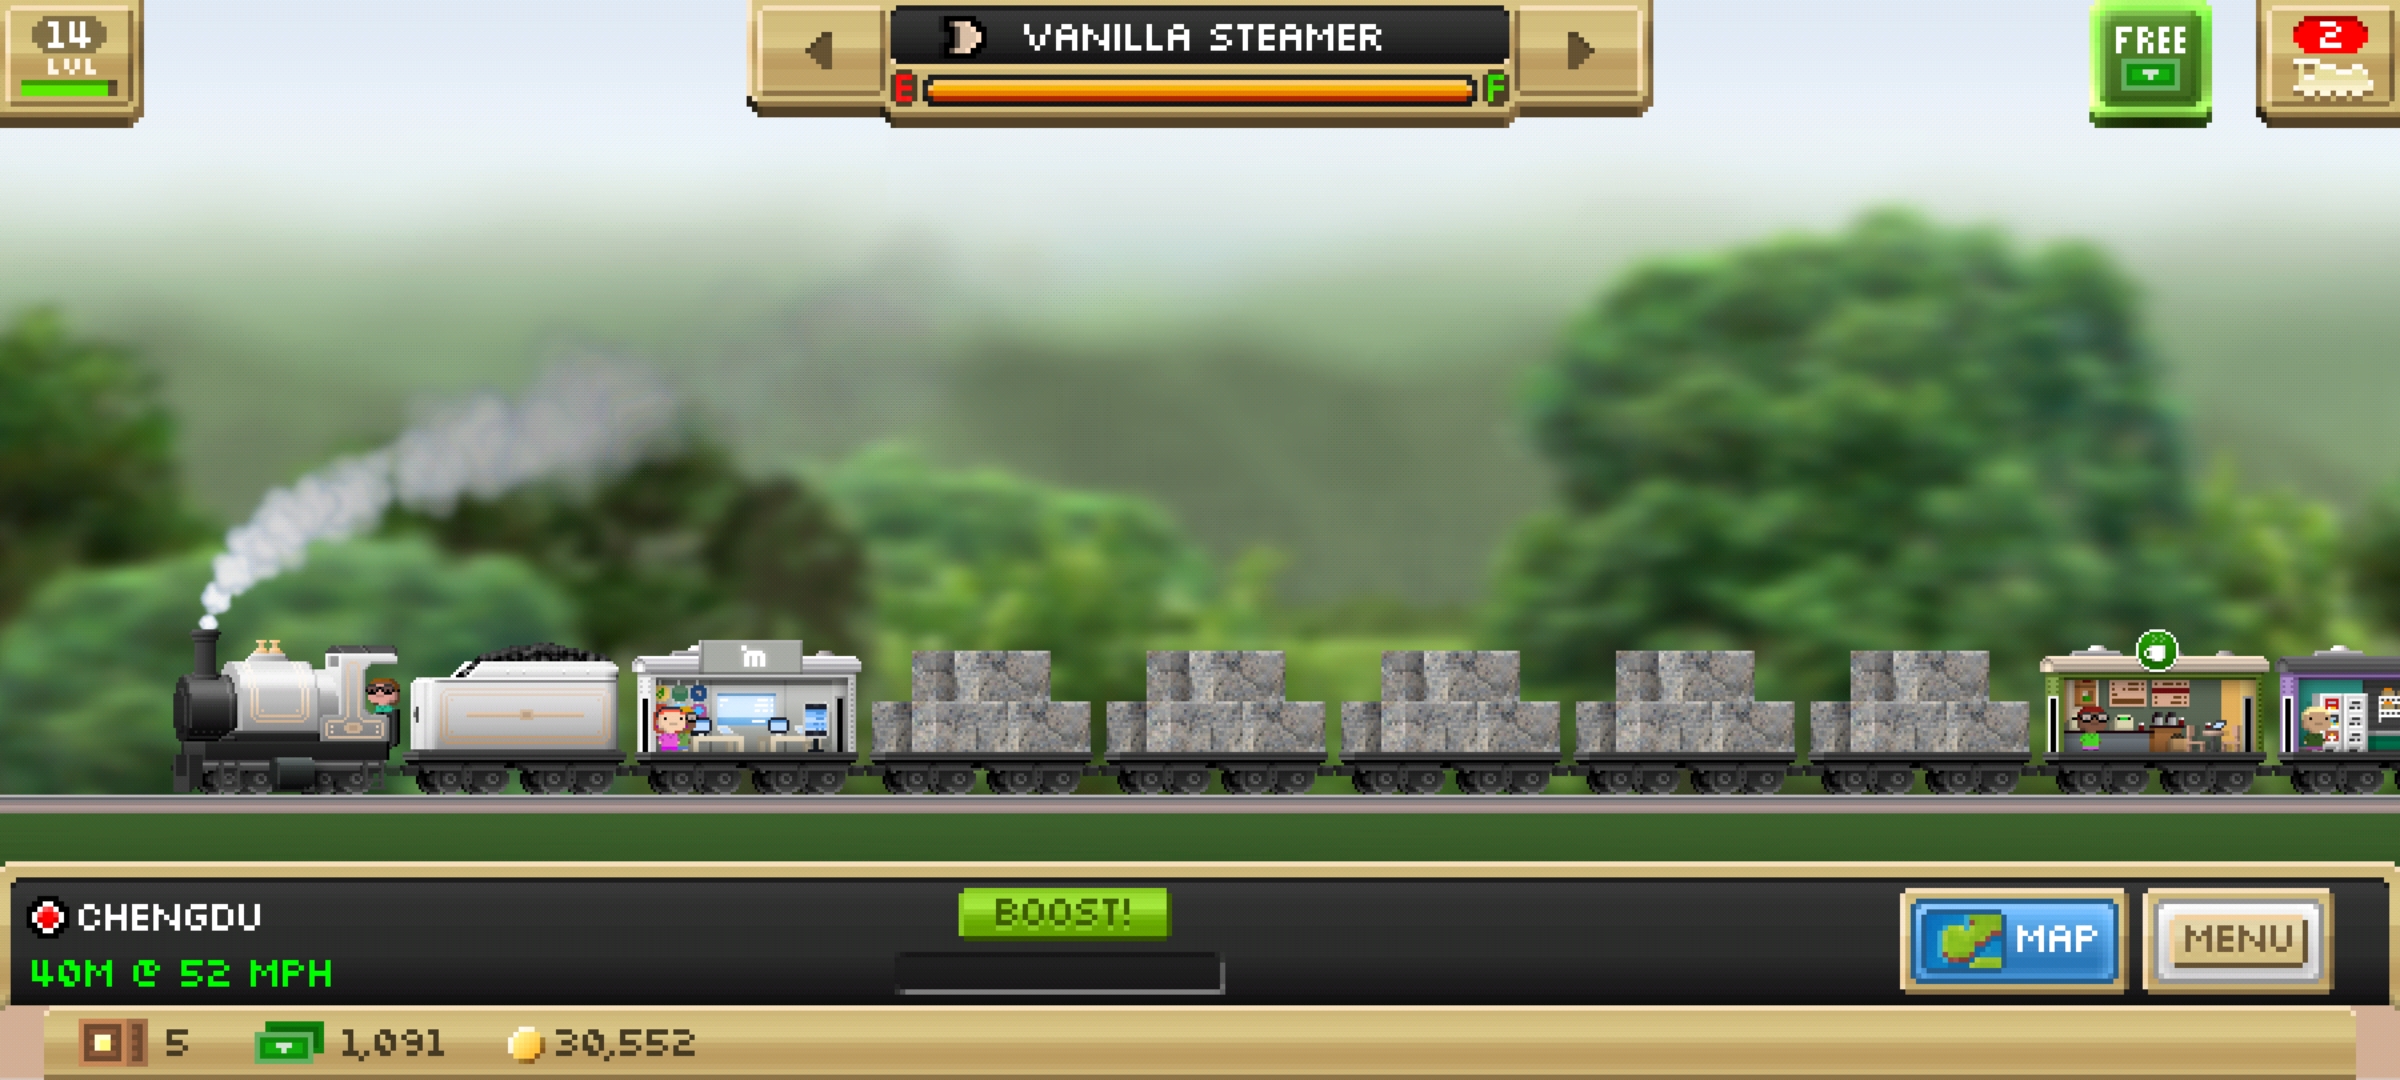 14
LVL
VANILLA STEAMER
E F
FREE
2
m
CHENGDU
40M @ 52 MPH
BOOST!
MAP
MENU
5
1,091
30,552